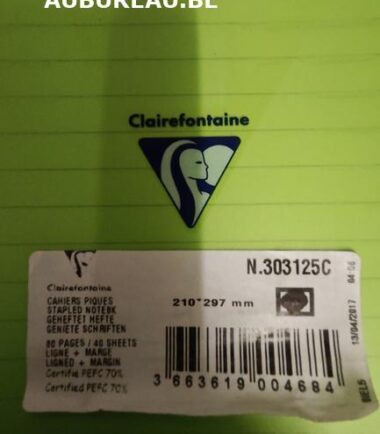 AUBUREAU.BE
Clairefontaine
N.303125C
Clairefontaine
CAHIERS PIQUES
STAPLED NOTEBK
GEHEFTET HEFTE
GENIETE SCHRIFTEN
210*297 mm
80 PAGES / 40 SHEETS
LIGNE + MARGE
LIGNED + MARGIN
Certifié PEFC 70%
Certified PEFC 70%
3 663619 004684
13/04/2017